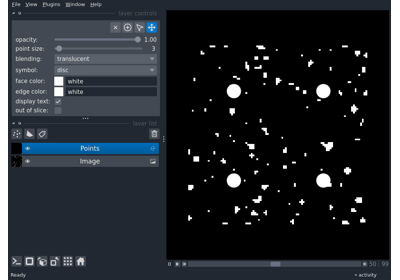 File View Plugins Window Help
layer controls
opacity: 1.00
point size: 3
blending: translucent
symbol: disc
face color: white
edge color: white
display text:
out of slice:
layer list
Points
Image
50 99
Ready
activity